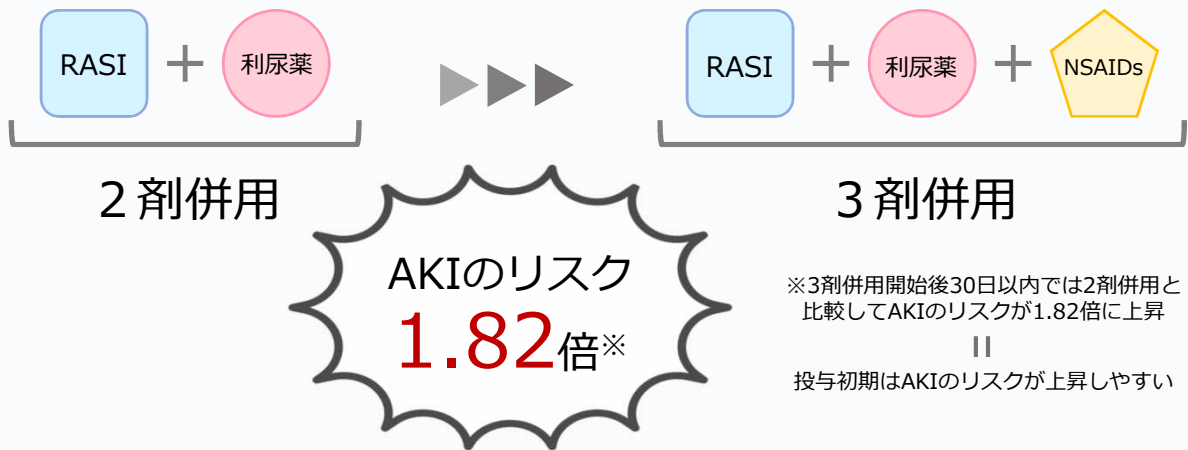 RASI + 利尿薬
RASI + 利尿薬 + NSAIDs
２剤併用
３剤併用
AKIのリスク
1.82倍※
※3剤併用開始後30日以内では2剤併用と
比較してAKIのリスクが1.82倍に上昇
=
投与初期はAKIのリスクが上昇しやすい